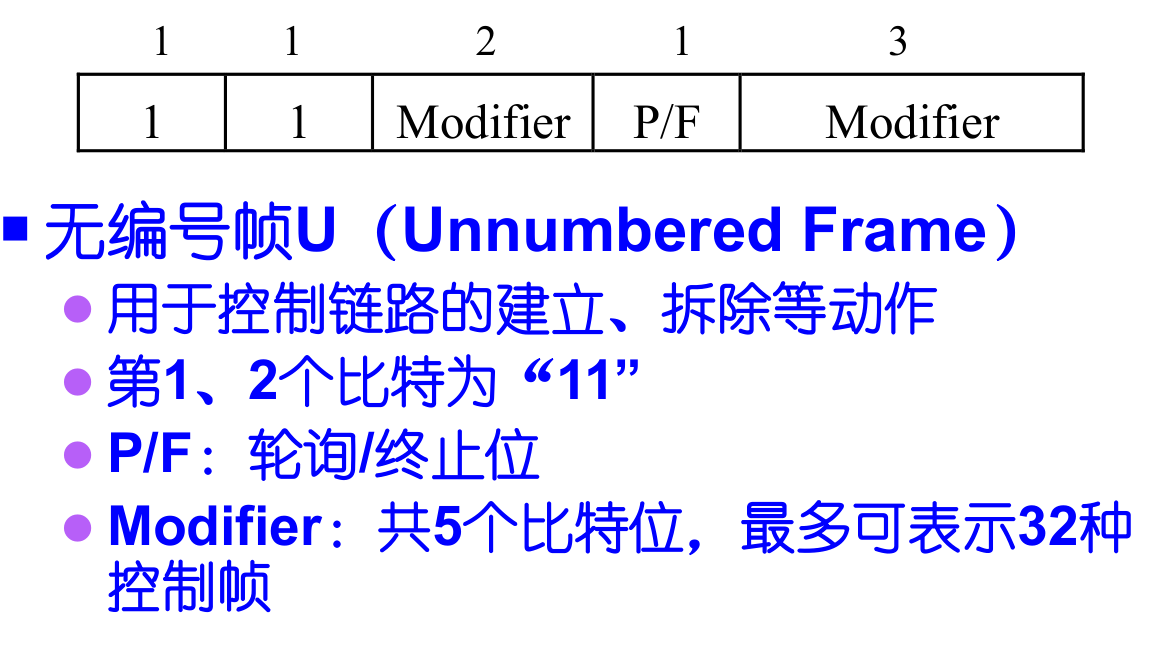 1 1 2 1 3
1 1 Modifier P/F Modifier
无编号帧U（Unnumbered Frame）
用于控制链路的建立、拆除等动作
第1、2个比特为“11”
P/F：轮询/终止位
Modifier：共5个比特位，最多可表示32种
控制帧